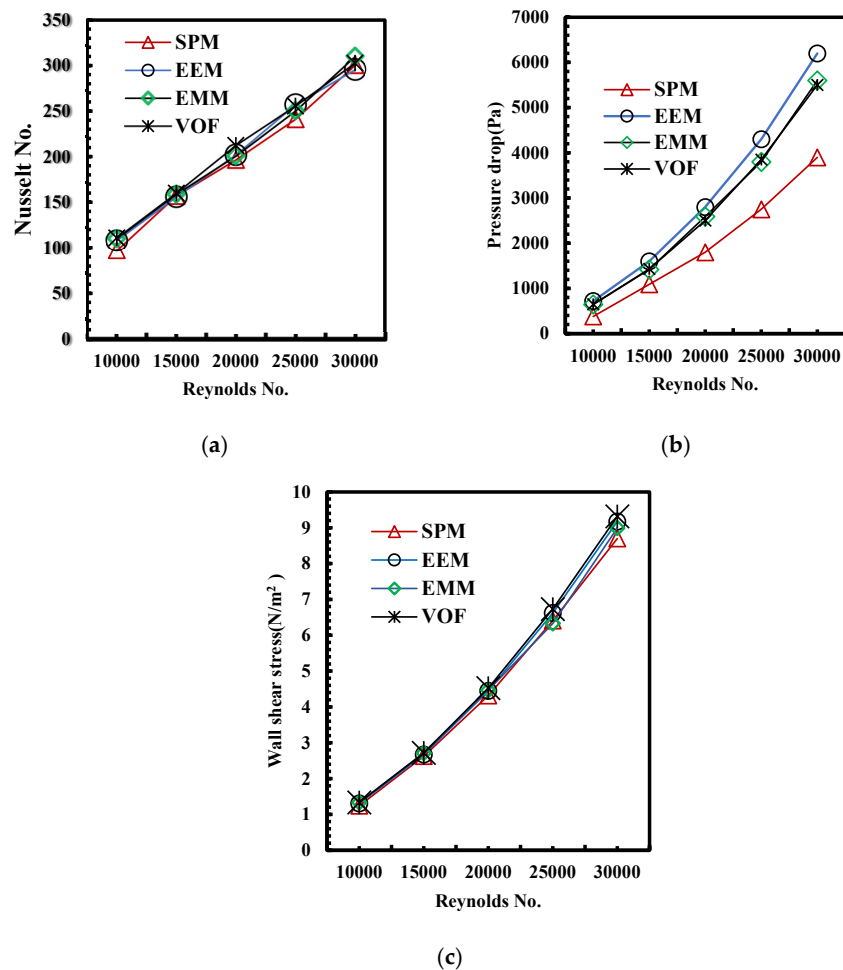 350
300
250
200
150
100
50
0
Nusselt No.
SPM
EEM
EMM
VOF
10000 15000 20000 25000 30000
Reynolds No.
(a)
7000
6000
5000
4000
3000
2000
1000
0
Pressure drop(Pa)
SPM
EEM
EMM
VOF
10000 15000 20000 25000 30000
Reynolds No.
(b)
10
9
8
7
6
5
4
3
2
1
0
Wall shear stress(N/m² )
SPM
EEM
EMM
VOF
10000 15000 20000 25000 30000
Reynolds No.
(c)